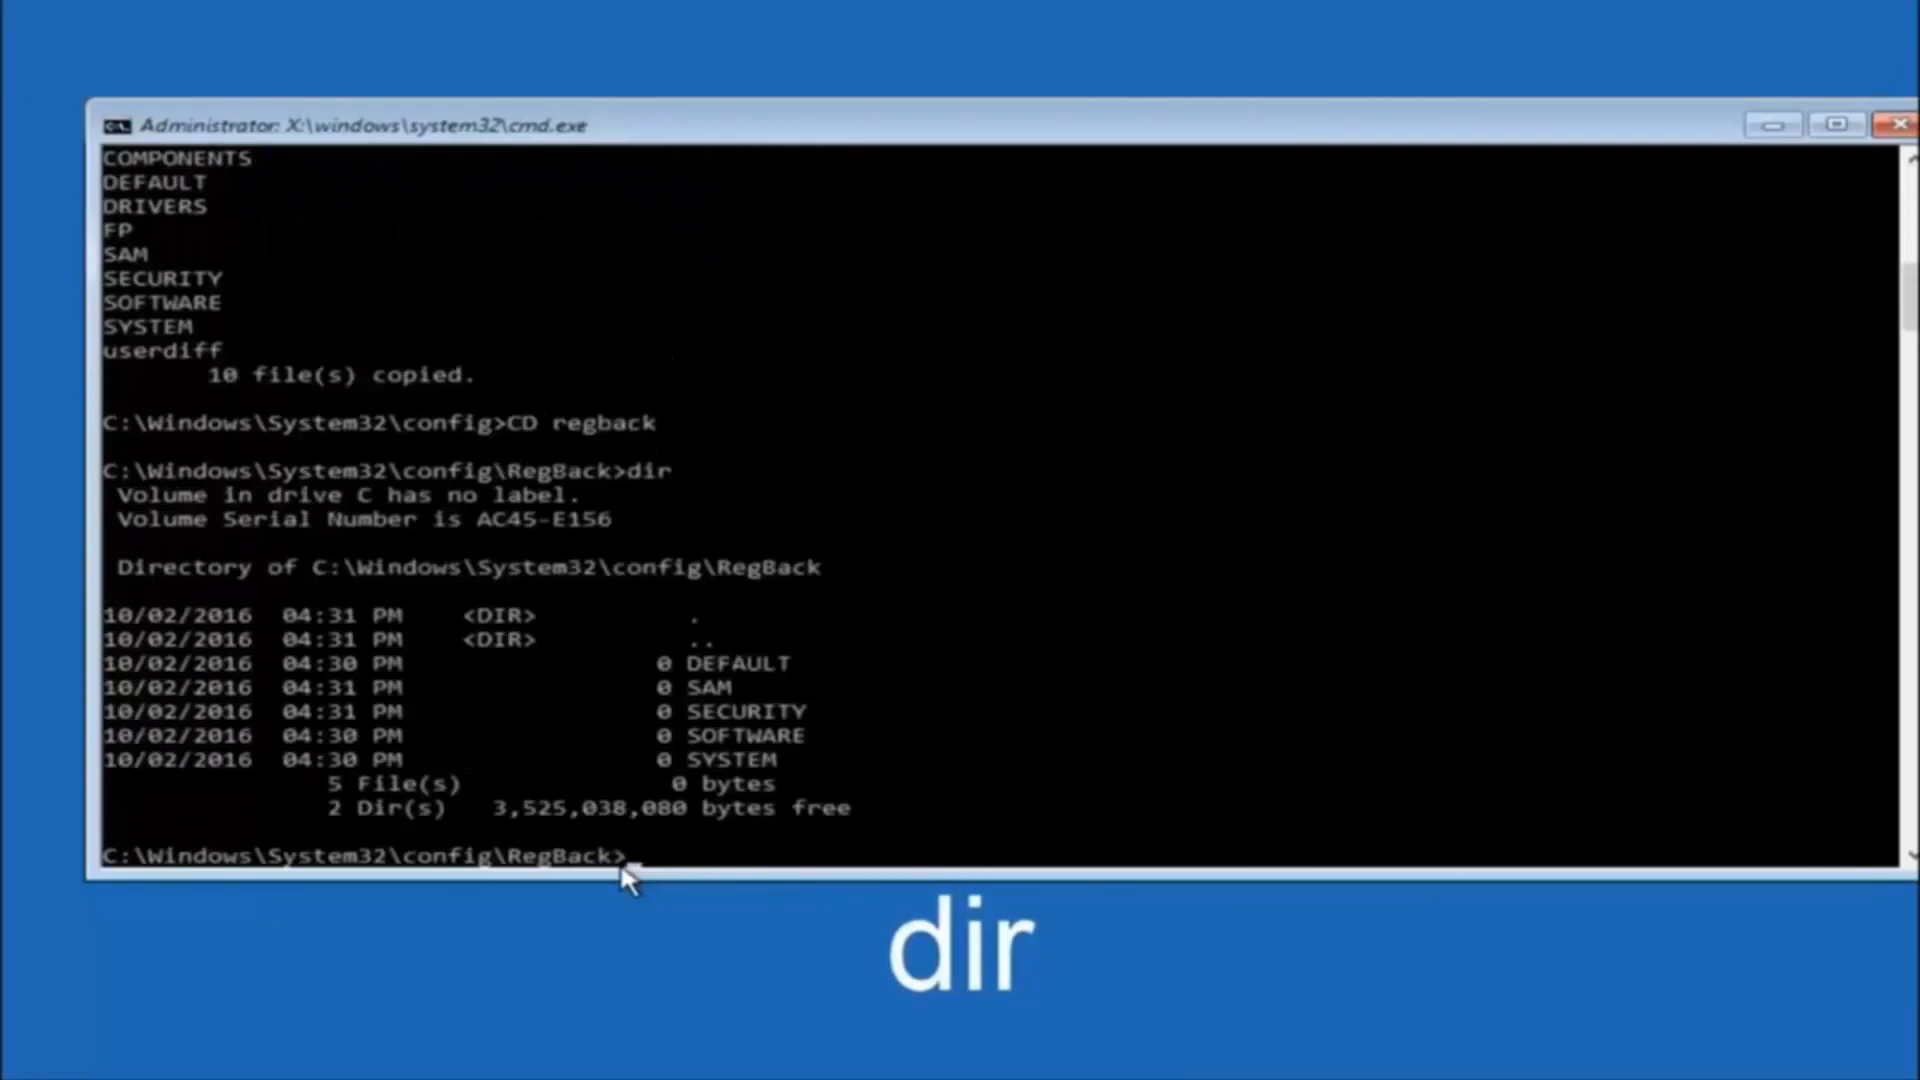 Administrator: X:\windows\system32\cmd.exe
COMPONENTS
DEFAULT
DRIVERS
FP
SAM
SECURITY
SOFTWARE
SYSTEM
userdiff
10 file(s) copied.
C:\Windows\System32\config>CD regback
C:\Windows\System32\config\RegBack>dir
Volume in drive C has no label.
Volume Serial Number is AC45-E156
Directory of C:\Windows\System32\config\RegBack
10/02/2016 04:31 PM <DIR> .
10/02/2016 04:31 PM <DIR> ..
10/02/2016 04:30 PM 0 DEFAULT
10/02/2016 04:31 PM 0 SAM
10/02/2016 04:31 PM 0 SECURITY
10/02/2016 04:30 PM 0 SOFTWARE
10/02/2016 04:30 PM 0 SYSTEM
5 File(s) 0 bytes
2 Dir(s) 3,525,038,080 bytes free
C:\Windows\System32\config\RegBack>
dir